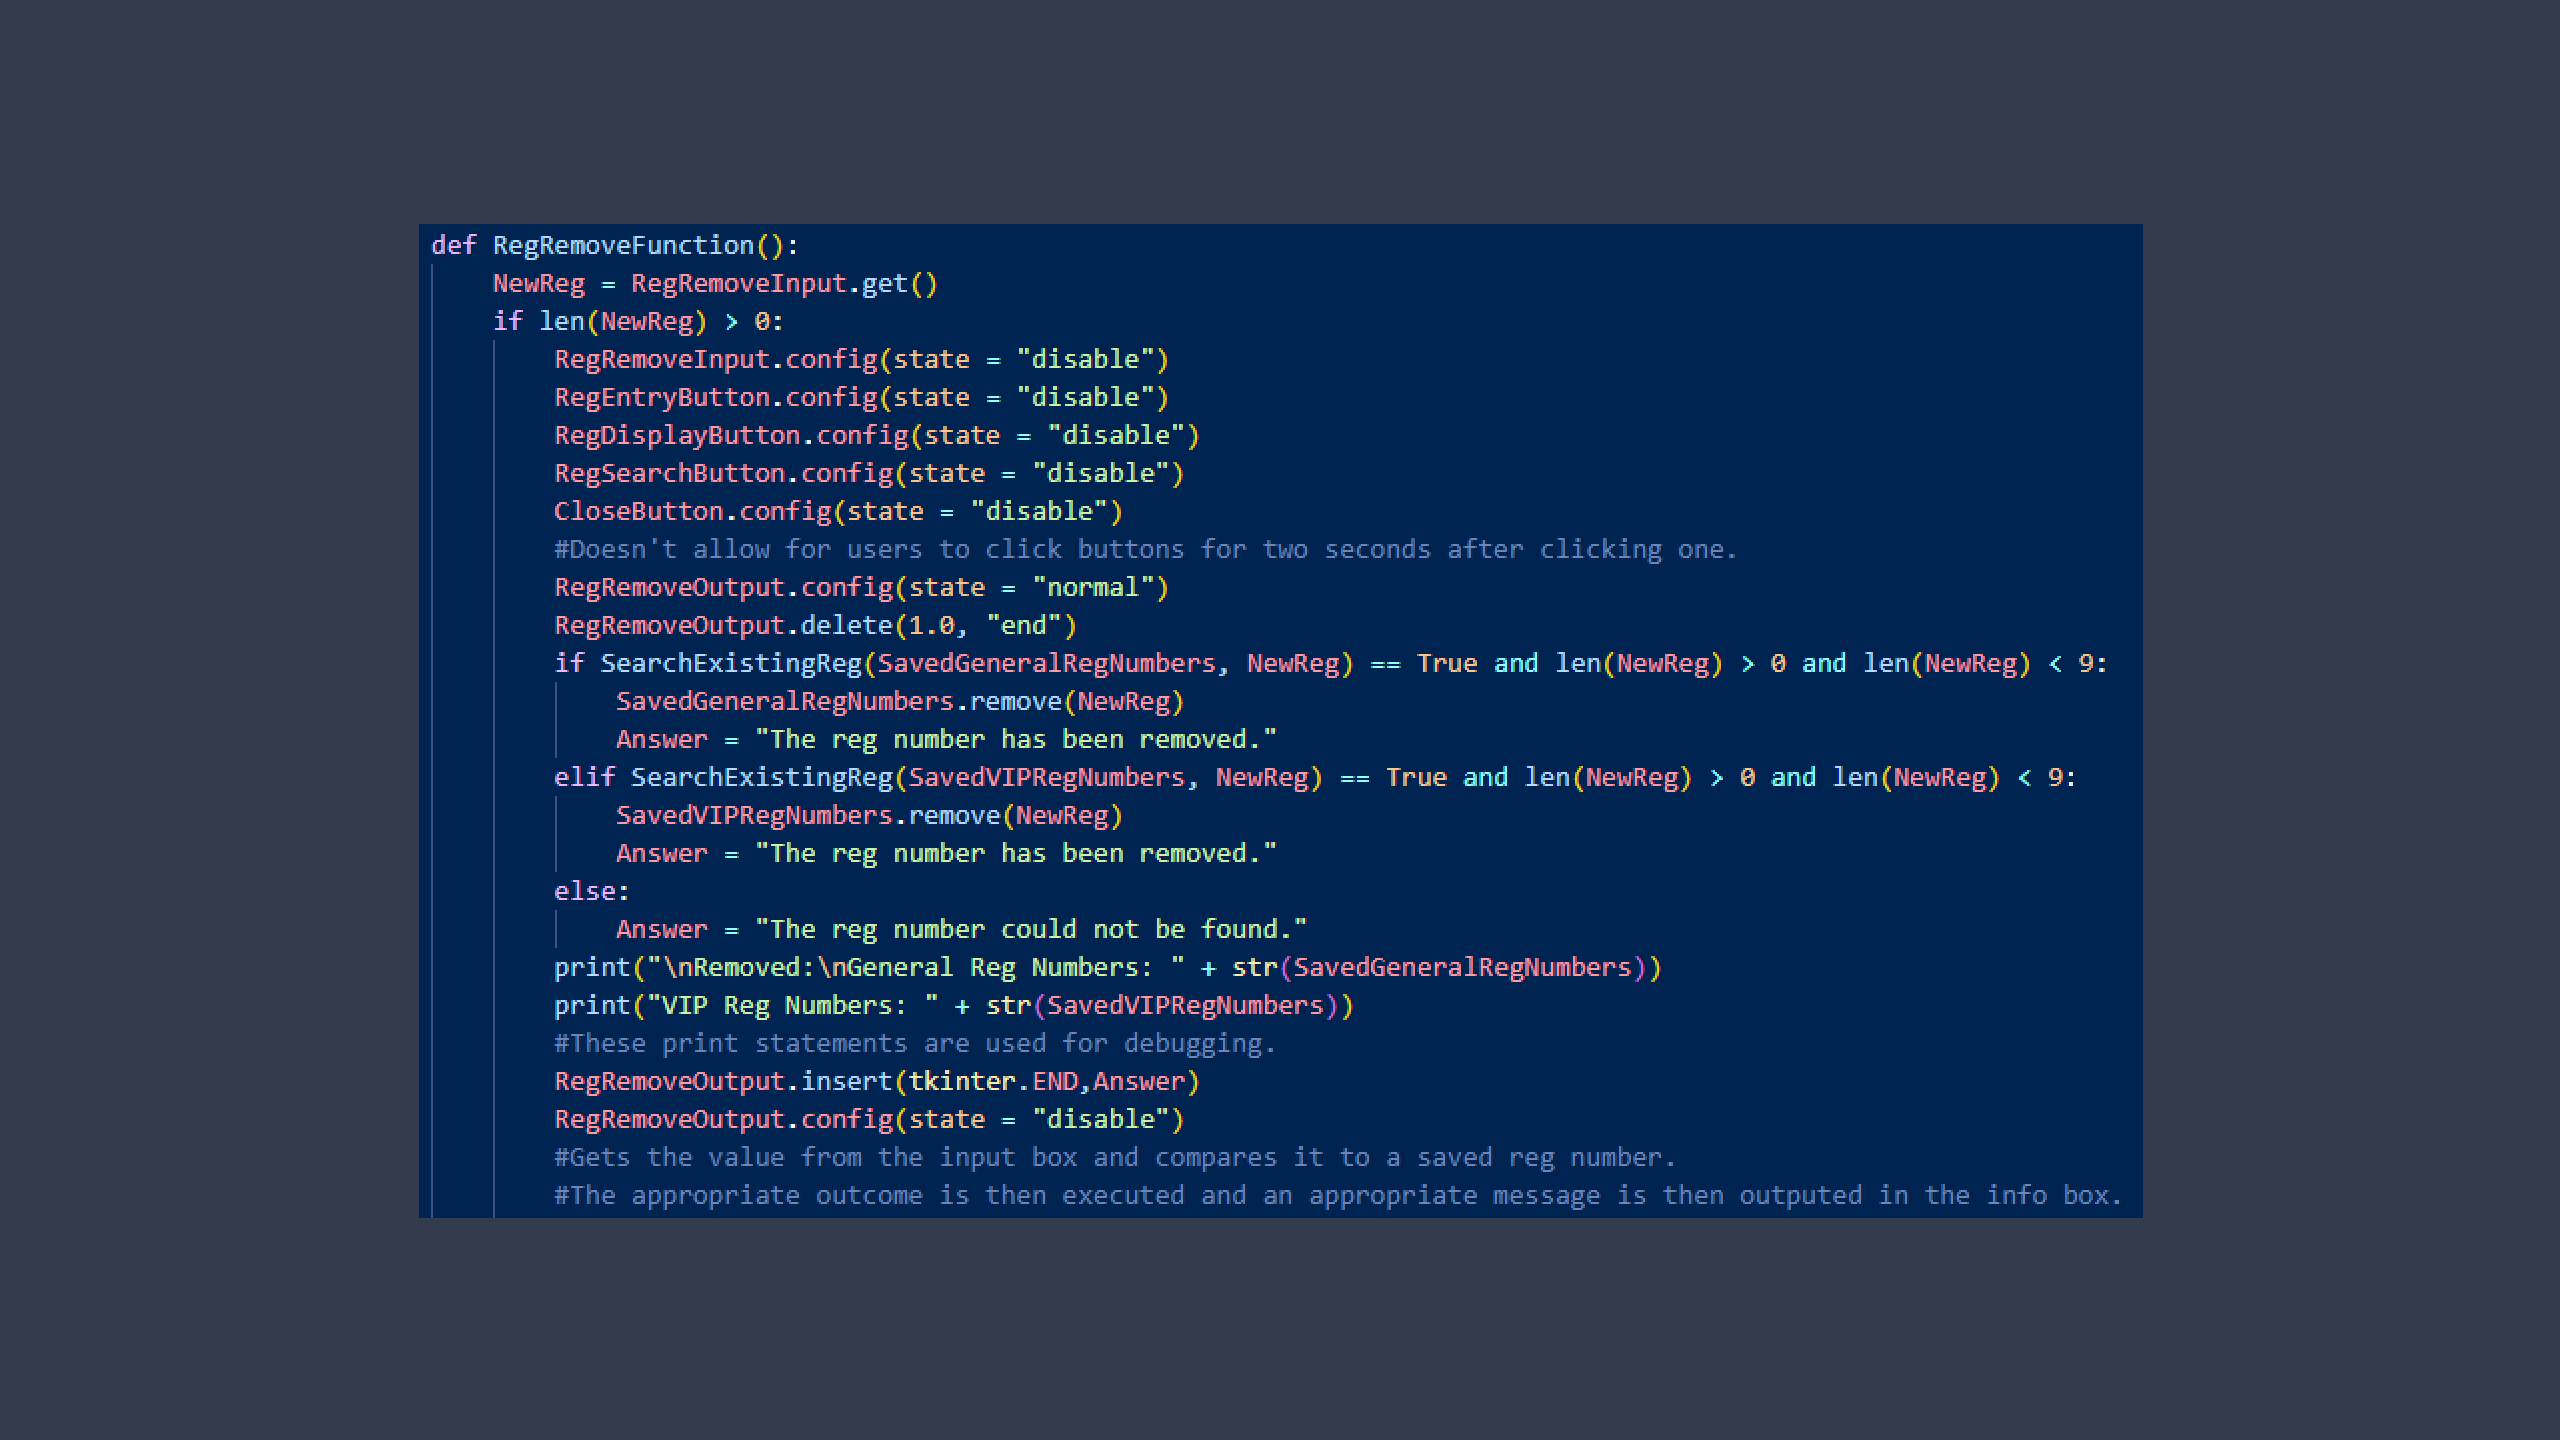 def RegRemoveFunction():
    NewReg = RegRemoveInput.get()
    if len(NewReg) > 0:
        RegRemoveInput.config(state = "disable")
        RegEntryButton.config(state = "disable")
        RegDisplayButton.config(state = "disable")
        RegSearchButton.config(state = "disable")
        CloseButton.config(state = "disable")
        #Doesn't allow for users to click buttons for two seconds after clicking one.
        RegRemoveOutput.config(state = "normal")
        RegRemoveOutput.delete(1.0, "end")
        if SearchExistingReg(SavedGeneralRegNumbers, NewReg) == True and len(NewReg) > 0 and len(NewReg) < 9:
            SavedGeneralRegNumbers.remove(NewReg)
            Answer = "The reg number has been removed."
        elif SearchExistingReg(SavedVIPRegNumbers, NewReg) == True and len(NewReg) > 0 and len(NewReg) < 9:
            SavedVIPRegNumbers.remove(NewReg)
            Answer = "The reg number has been removed."
        else:
            Answer = "The reg number could not be found."
        print("\nRemoved:\nGeneral Reg Numbers: " + str(SavedGeneralRegNumbers))
        print("VIP Reg Numbers: " + str(SavedVIPRegNumbers))
        #These print statements are used for debugging.
        RegRemoveOutput.insert(tkinter.END,Answer)
        RegRemoveOutput.config(state = "disable")
        #Gets the value from the input box and compares it to a saved reg number.
        #The appropriate outcome is then executed and an appropriate message is then outputed in the info box.